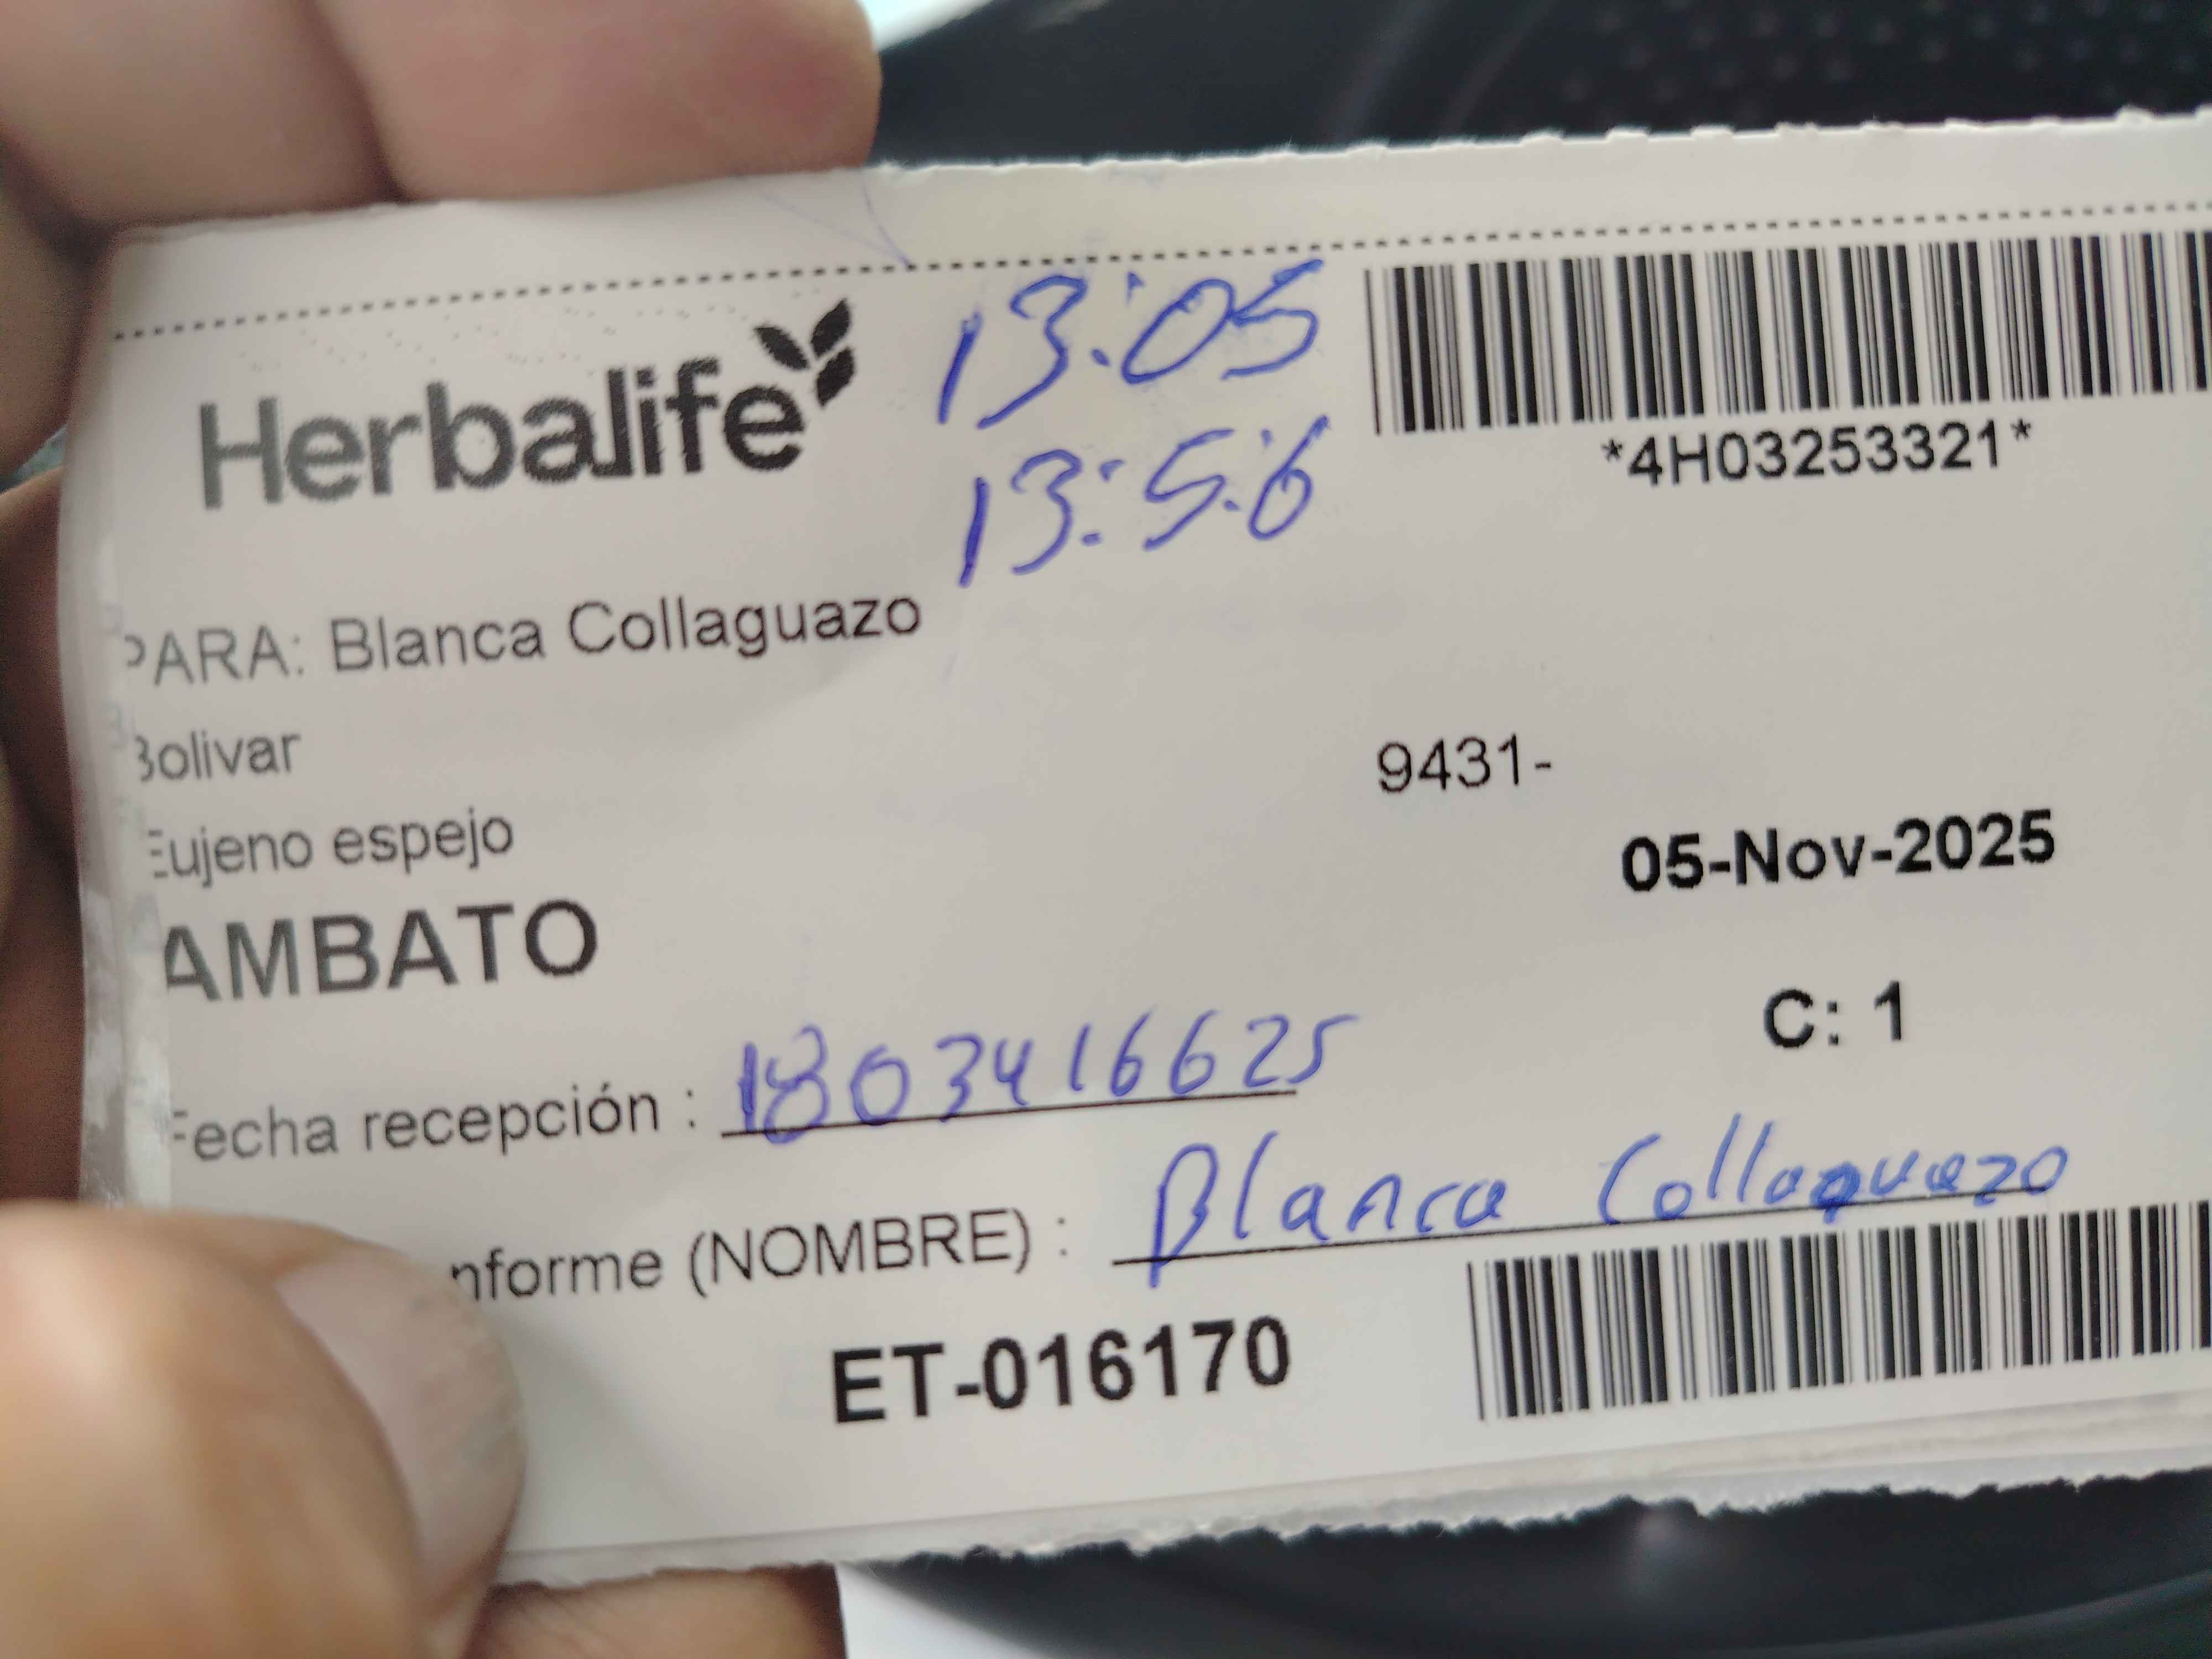 Herbalife
13:05
13:56
*4H03253321*
PARA: Blanca Collaguazo
Bolivar
9431-
Eujeno espejo
05-Nov-2025
AMBATO
C: 1
Fecha recepción : 1803416625
nforme (NOMBRE) : Blanca Collaguazo
ET-016170